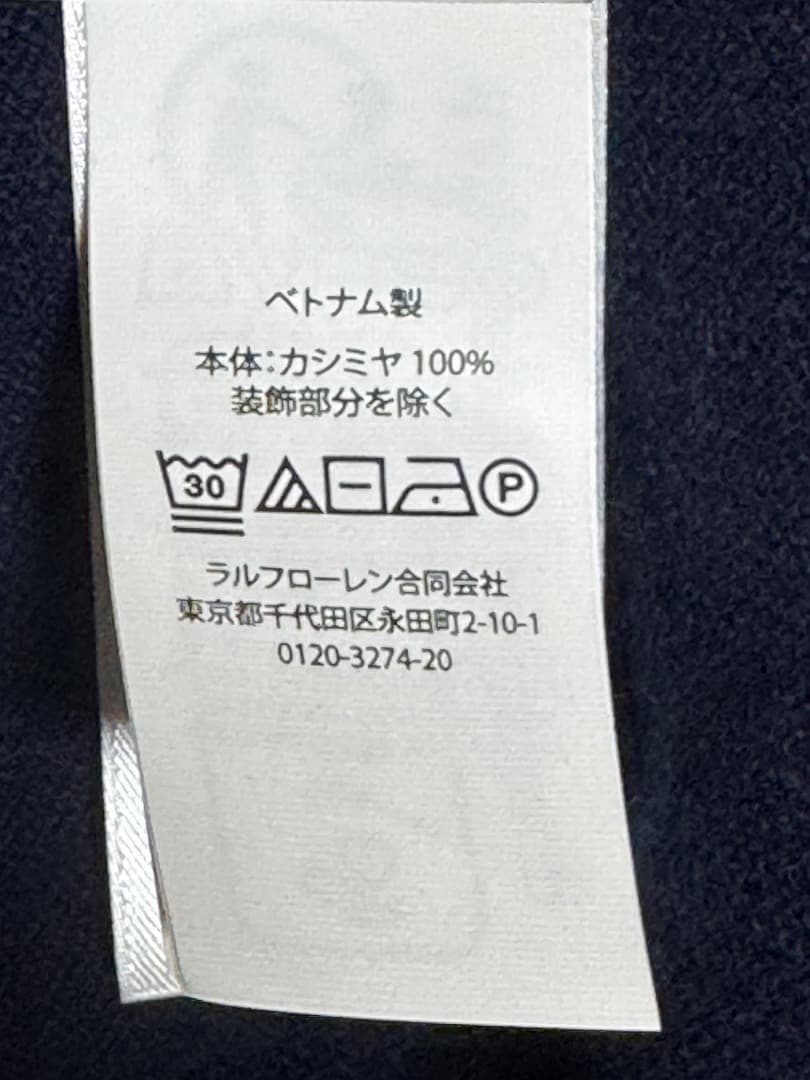 ベトナム製
本体:カシミヤ 100%
装飾部分を除く
30 P
ラルフローレン合同会社
東京都千代田区永田町2-10-1
0120-3274-20